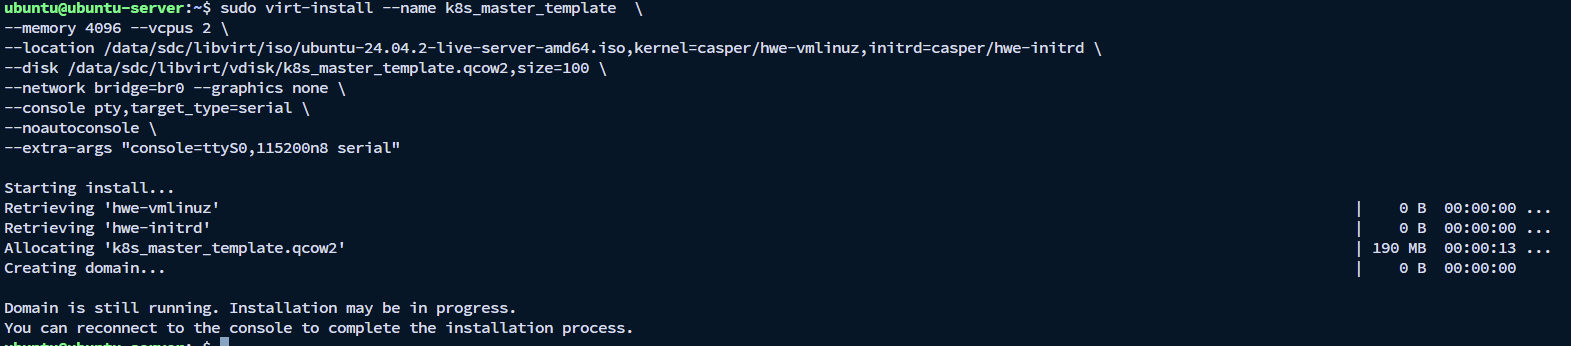 ubuntu@ubuntu-server:~$ sudo virt-install --name k8s_master_template  \
--memory 4096 --vcpus 2 \
--location /data/sdc/libvirt/iso/ubuntu-24.04.2-live-server-amd64.iso,kernel=casper/hwe-vmlinuz,initrd=casper/hwe-initrd \
--disk /data/sdc/libvirt/vdisk/k8s_master_template.qcow2,size=100 \
--network bridge=br0 --graphics none \
--console pty,target_type=serial \
--noautoconsole \
--extra-args "console=ttyS0,115200n8 serial"
Starting install...
Retrieving 'hwe-vmlinuz' | 0 B 00:00:00 ...
Retrieving 'hwe-initrd' | 0 B 00:00:00 ...
Allocating 'k8s_master_template.qcow2' | 190 MB 00:00:13 ...
Creating domain... | 0 B 00:00:00
Domain is still running. Installation may be in progress.
You can reconnect to the console to complete the installation process.
ubuntu@ubuntu-server:~$